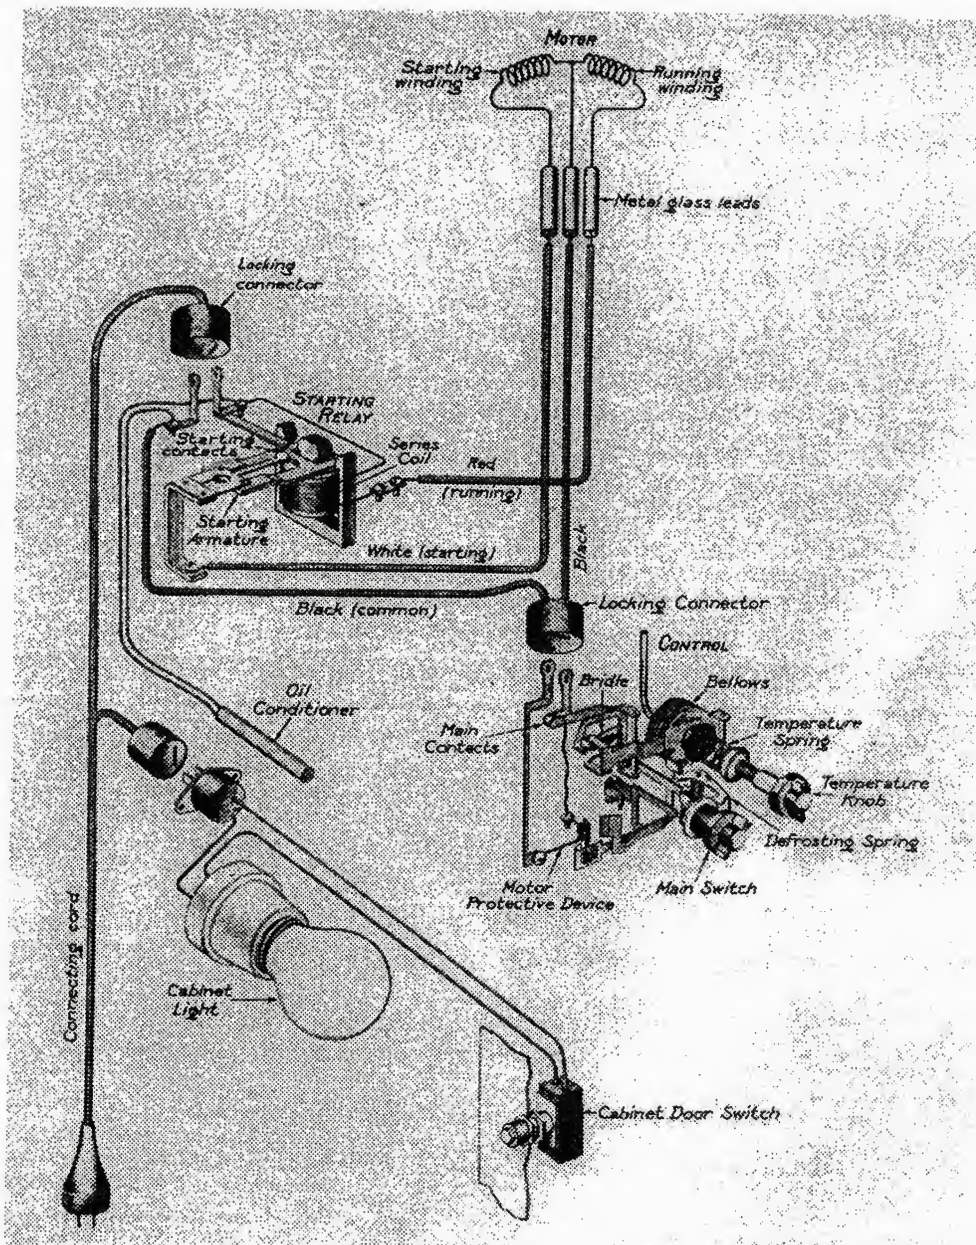 MOTOR
Starting
winding
Running
winding
Metal glass leads
Locking
connector
STARTING
RELAY
Starting
contacts
Series
Coil
Red
(running)
Starting
Armature
White (starting)
Black
Black (common)
Locking Connector
CONTROL
Oil
Conditioner
Bridle
Bellows
Main
Contacts
Temperature
Spring
Temperature
Knob
Defrosting Spring
Main Switch
Motor
Protective Device
Connecting cord
Cabinet
Light
Cabinet Door Switch